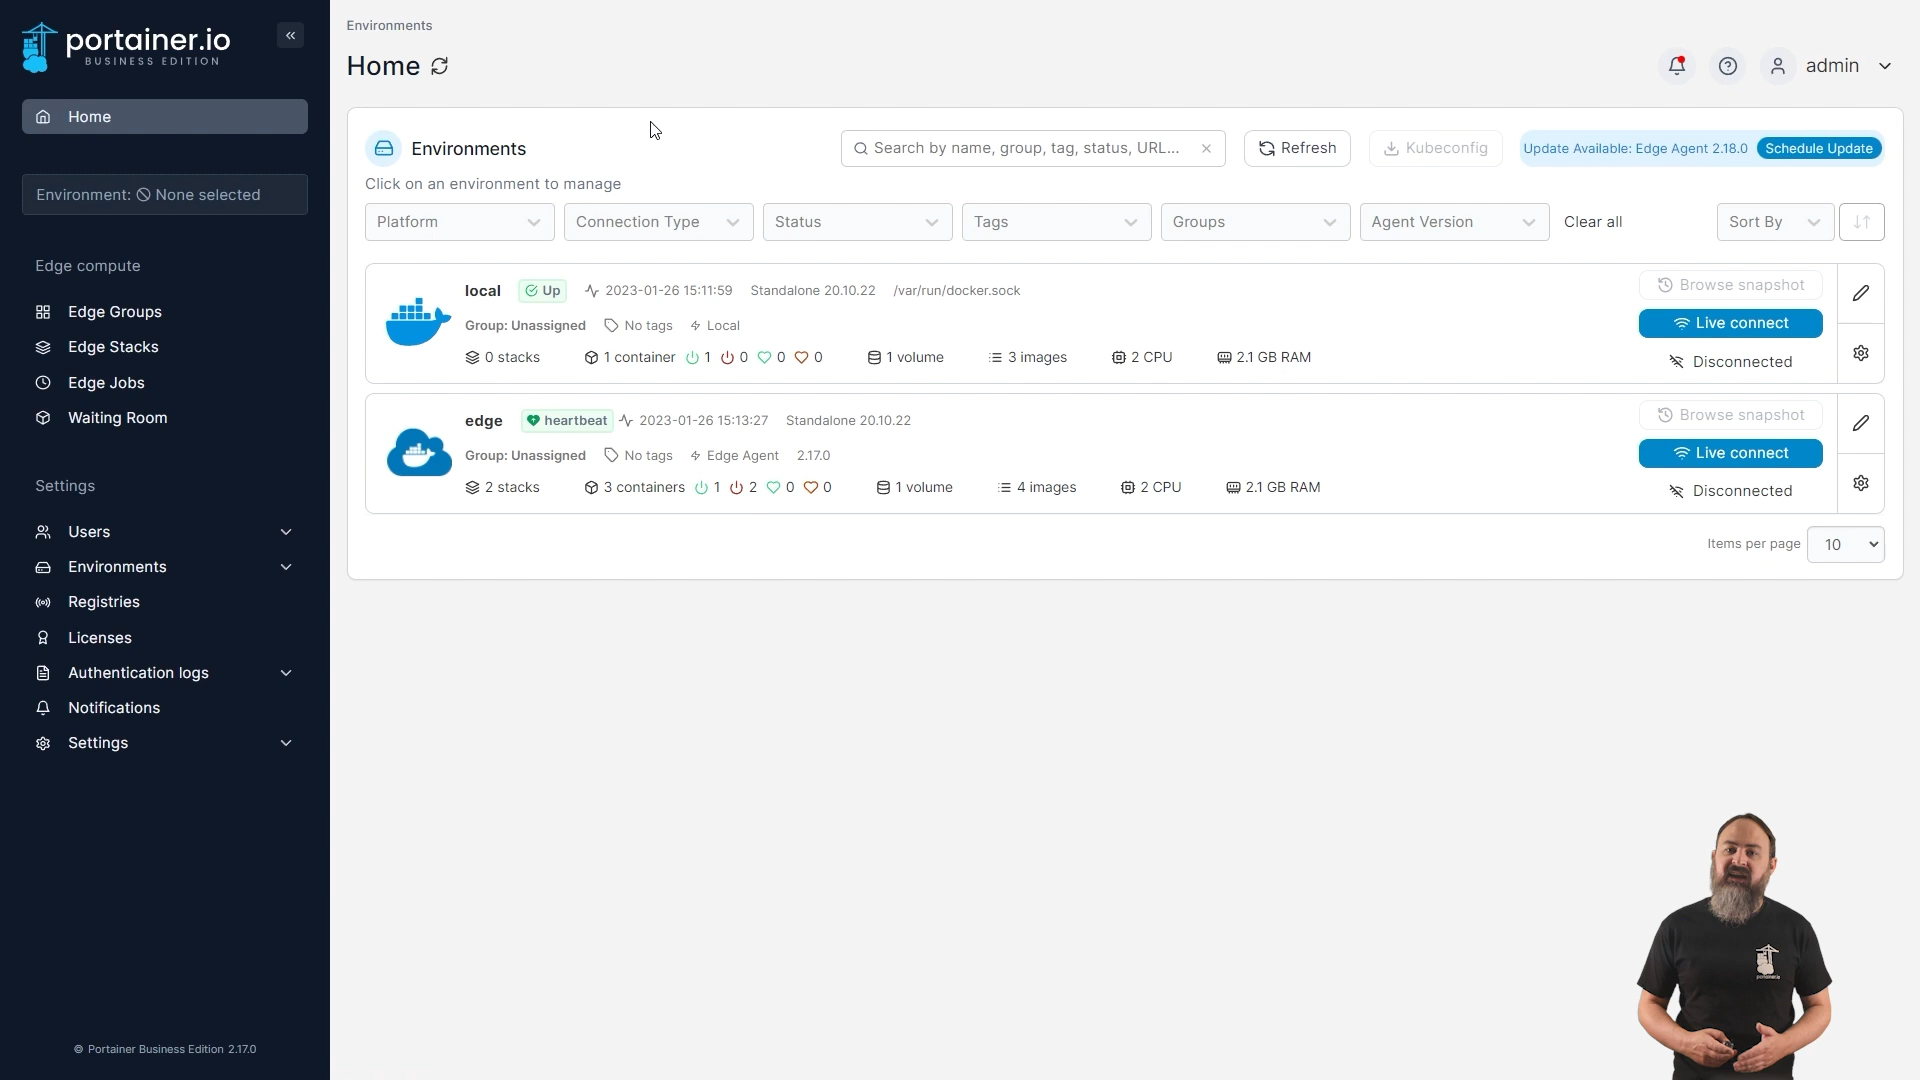 portainer.io
BUSINESS EDITION
Home
Environment: None selected
Edge compute
Edge Groups
Edge Stacks
Edge Jobs
Waiting Room
Settings
Users
Environments
Registries
Licenses
Authentication logs
Notifications
Settings
© Portainer Business Edition 2.17.0
Environments
Home
admin
Environments
Search by name, group, tag, status, URL...
Refresh
Kubeconfig
Update Available: Edge Agent 2.18.0 Schedule Update
Click on an environment to manage
Platform Connection Type Status Tags Groups Agent Version Clear all Sort By
local Up 2023-01-26 15:11:59 Standalone 20.10.22 /var/run/docker.sock
Group: Unassigned No tags Local
0 stacks 1 container 1 0 0 0 1 volume 3 images 2 CPU 2.1 GB RAM
Browse snapshot
Live connect
Disconnected
edge heartbeat 2023-01-26 15:13:27 Standalone 20.10.22
Group: Unassigned No tags Edge Agent 2.17.0
2 stacks 3 containers 1 2 0 0 1 volume 4 images 2 CPU 2.1 GB RAM
Browse snapshot
Live connect
Disconnected
Items per page 10